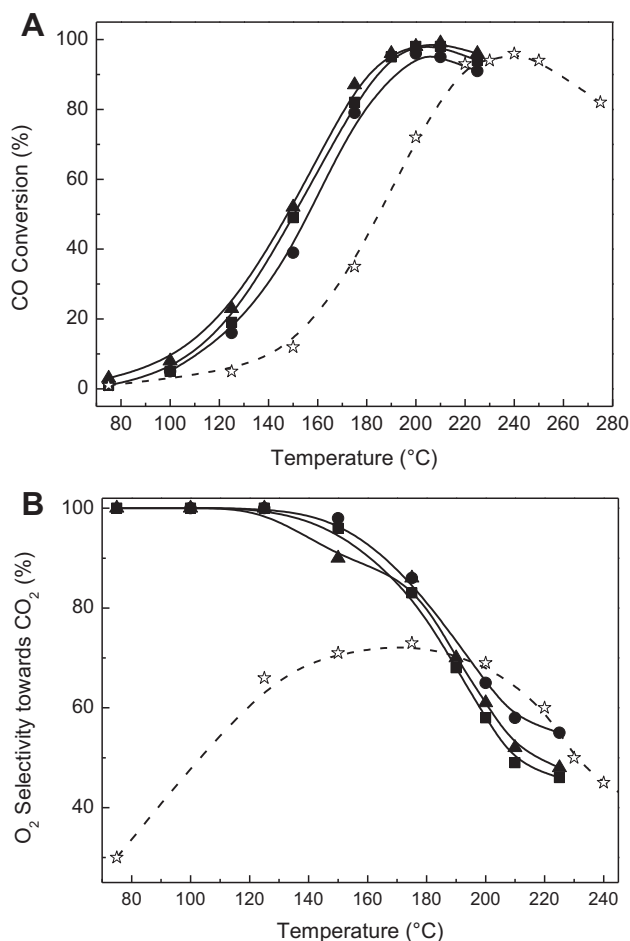 A
CO Conversion (%)
100
80
60
40
20
0
80 100 120 140 160 180 200 220 240 260 280
Temperature (°C)
B
O₂ Selectivity towards CO₂ (%)
100
80
60
40
80 100 120 140 160 180 200 220 240
Temperature (°C)